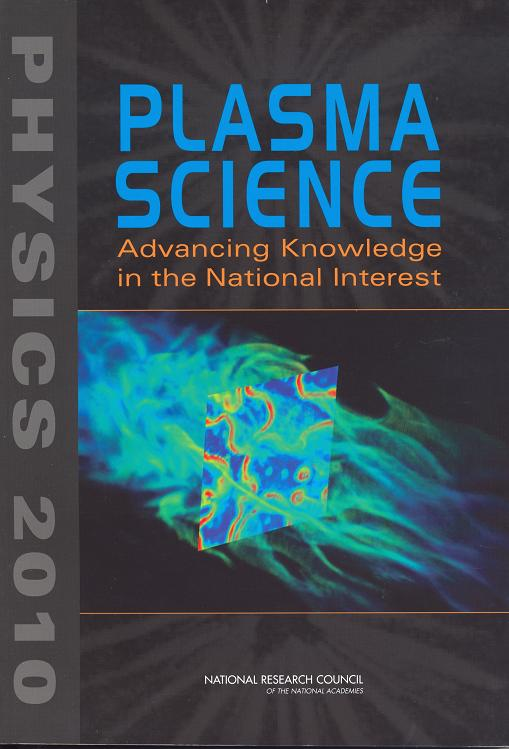 PHYSICS 2010
PLASMA
SCIENCE
Advancing Knowledge
in the National Interest
NATIONAL RESEARCH COUNCIL
OF THE NATIONAL ACADEMIES